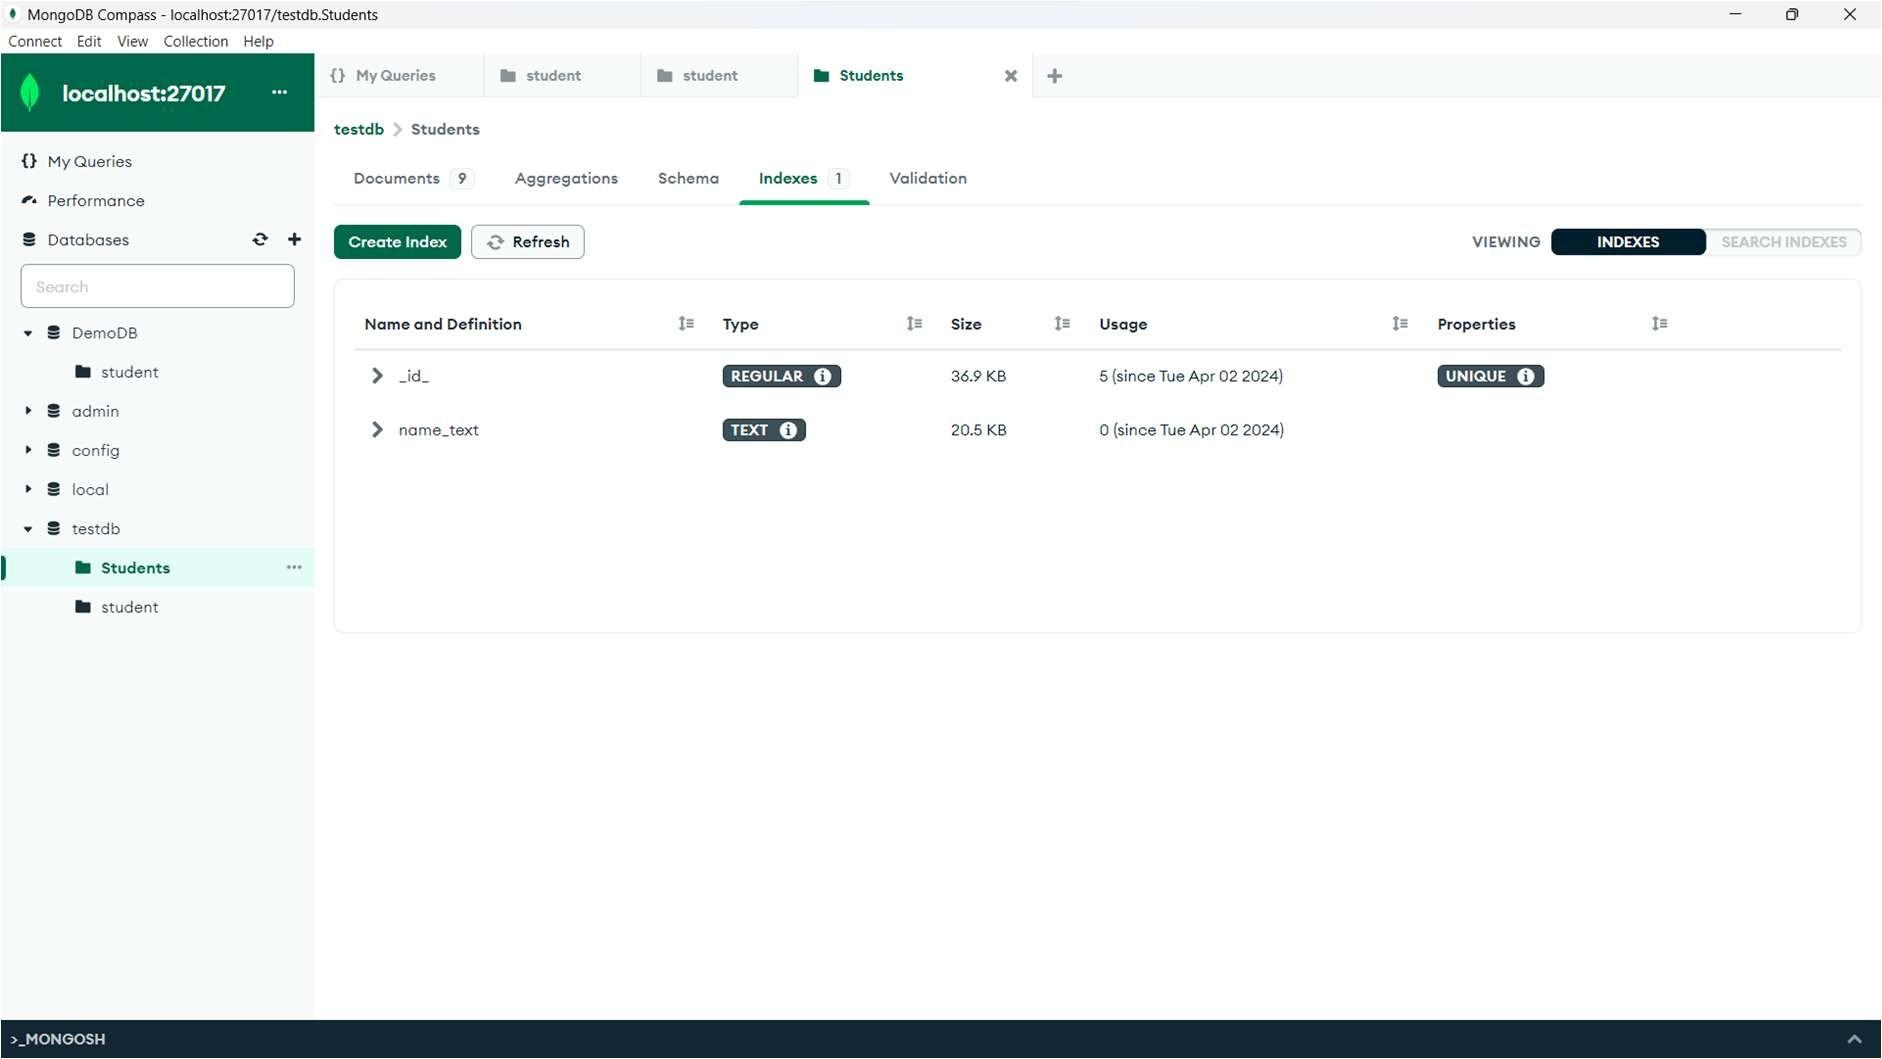 MongoDB Compass - localhost:27017/testdb.Students
Connect Edit View Collection Help
localhost:27017
My Queries student student Students
testdb Students
My Queries
Documents 9 Aggregations Schema Indexes 1 Validation
Performance
Databases
Create Index Refresh VIEWING INDEXES SEARCH INDEXES
Search
Name and Definition Type Size Usage Properties
DemoDB
student
_id_ REGULAR 36.9 KB 5 (since Tue Apr 02 2024) UNIQUE
admin
name_text TEXT 20.5 KB 0 (since Tue Apr 02 2024)
config
local
testdb
Students
student
>_MONGOSH